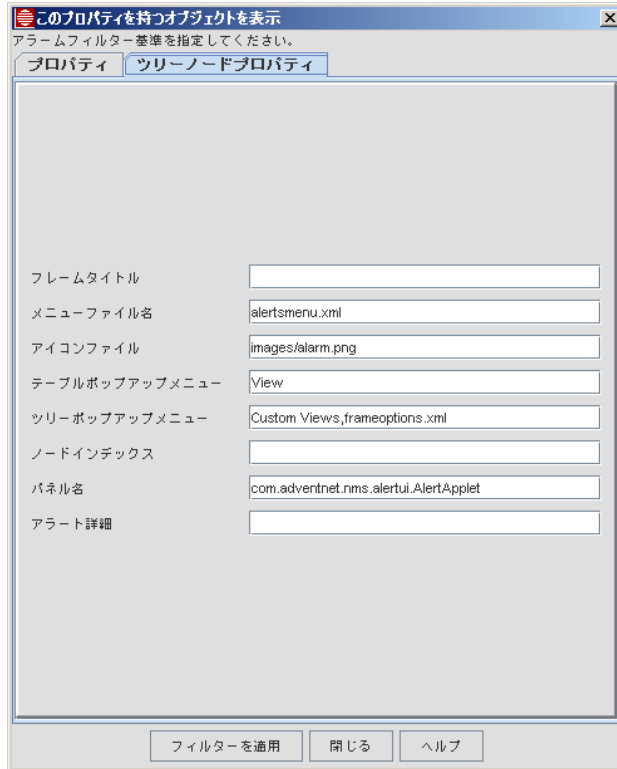 このプロパティを持つオブジェクトを表示
アラームフィルター基準を指定してください。
プロパティ ツリーノードプロパティ
フレームタイトル
メニューファイル名 alertsmenu.xml
アイコンファイル images/alarm.png
テーブルポップアップメニュー View
ツリーポップアップメニュー Custom Views,frameoptions.xml
ノードインデックス
パネル名 com.adventnet.nms.alertui.AlertApplet
アラート詳細
フィルターを適用 閉じる ヘルプ